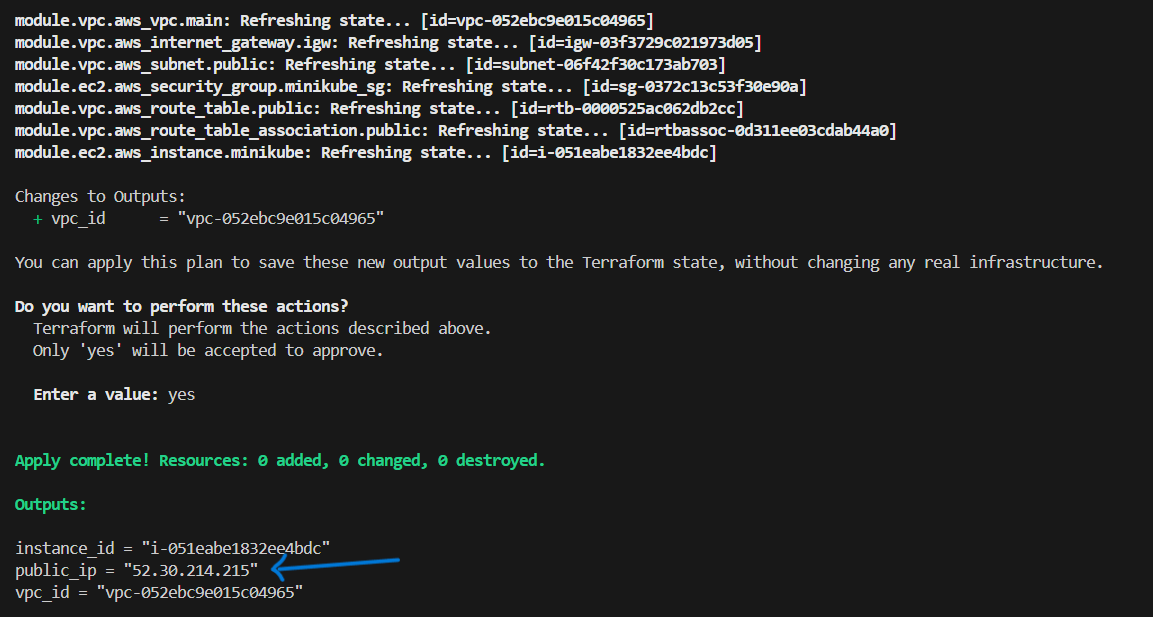 module.vpc.aws_vpc.main: Refreshing state... [id=vpc-052ebc9e015c04965]
module.vpc.aws_internet_gateway.igw: Refreshing state... [id=igw-03f3729c021973d05]
module.vpc.aws_subnet.public: Refreshing state... [id=subnet-06f42f30c173ab703]
module.ec2.aws_security_group.minikube_sg: Refreshing state... [id=sg-0372c13c53f30e90a]
module.vpc.aws_route_table.public: Refreshing state... [id=rtb-0000525ac062db2cc]
module.vpc.aws_route_table_association.public: Refreshing state... [id=rtbassoc-0d311ee03cdab44a0]
module.ec2.aws_instance.minikube: Refreshing state... [id=i-051eabe1832ee4bdc]
Changes to Outputs:
+ vpc_id      = "vpc-052ebc9e015c04965"
You can apply this plan to save these new output values to the Terraform state, without changing any real infrastructure.
Do you want to perform these actions?
Terraform will perform the actions described above.
Only 'yes' will be accepted to approve.
Enter a value: yes
Apply complete! Resources: 0 added, 0 changed, 0 destroyed.
Outputs:
instance_id = "i-051eabe1832ee4bdc"
public_ip = "52.30.214.215"
vpc_id = "vpc-052ebc9e015c04965"